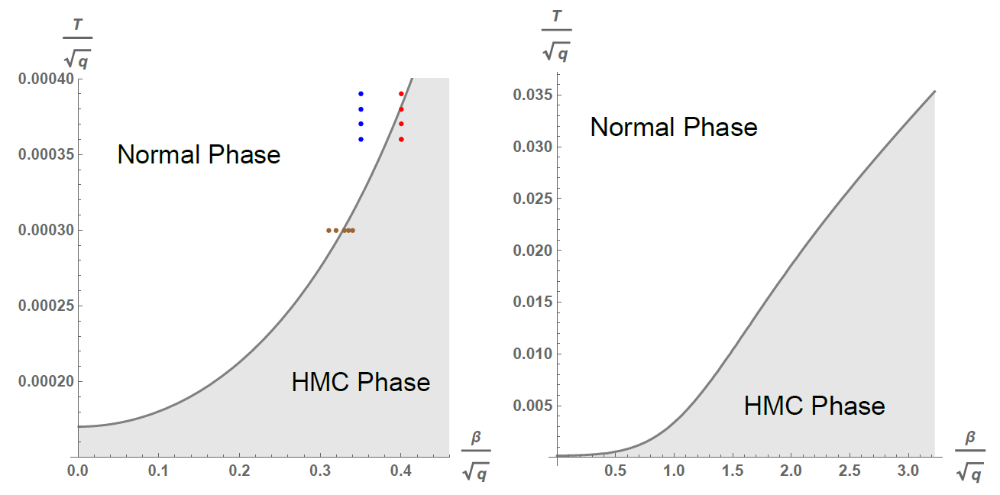 T
√q
0.00040
0.00035
Normal Phase
0.00030
0.00025
0.00020
HMC Phase
0.0
0.1
0.2
0.3
0.4
β
√q
T
√q
0.035
Normal Phase
0.030
0.025
0.020
0.015
0.010
0.005
HMC Phase
0.5
1.0
1.5
2.0
2.5
3.0
β
√q